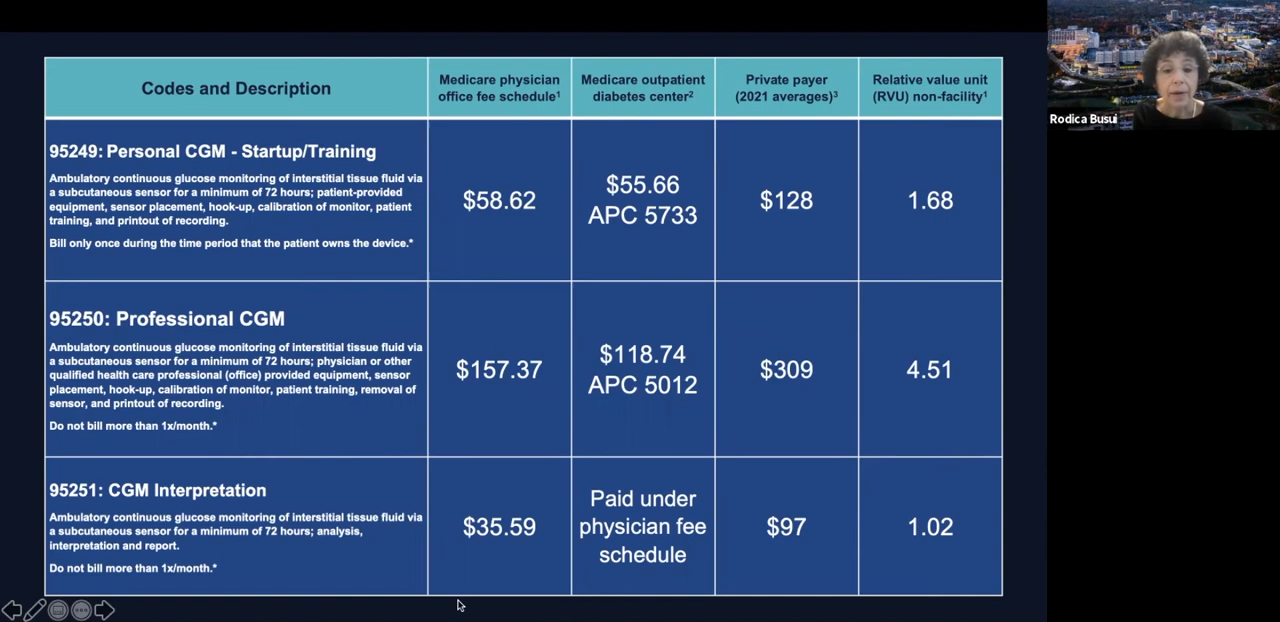 Codes and Description
Medicare physician
office fee schedule¹
Medicare outpatient
diabetes center²
Private payer
(2021 averages)³
Relative value unit
(RVU) non-facility¹
95249: Personal CGM - Startup/Training
Ambulatory continuous glucose monitoring of interstitial tissue fluid via
a subcutaneous sensor for a minimum of 72 hours; patient-provided
equipment, sensor placement, hook-up, calibration of monitor, patient
training, and printout of recording.
Bill only once during the time period that the patient owns the device.*
$58.62
$55.66
APC 5733
$128
1.68
95250: Professional CGM
Ambulatory continuous glucose monitoring of interstitial tissue fluid via
a subcutaneous sensor for a minimum of 72 hours; physician or other
qualified health care professional (office) provided equipment, sensor
placement, hook-up, calibration of monitor, patient training, removal of
sensor, and printout of recording.
Do not bill more than 1x/month.*
$157.37
$118.74
APC 5012
$309
4.51
95251: CGM Interpretation
Ambulatory continuous glucose monitoring of interstitial tissue fluid via
a subcutaneous sensor for a minimum of 72 hours; analysis,
interpretation and report.
Do not bill more than 1x/month.*
$35.59
Paid under
physician fee
schedule
$97
1.02
Rodica Busui